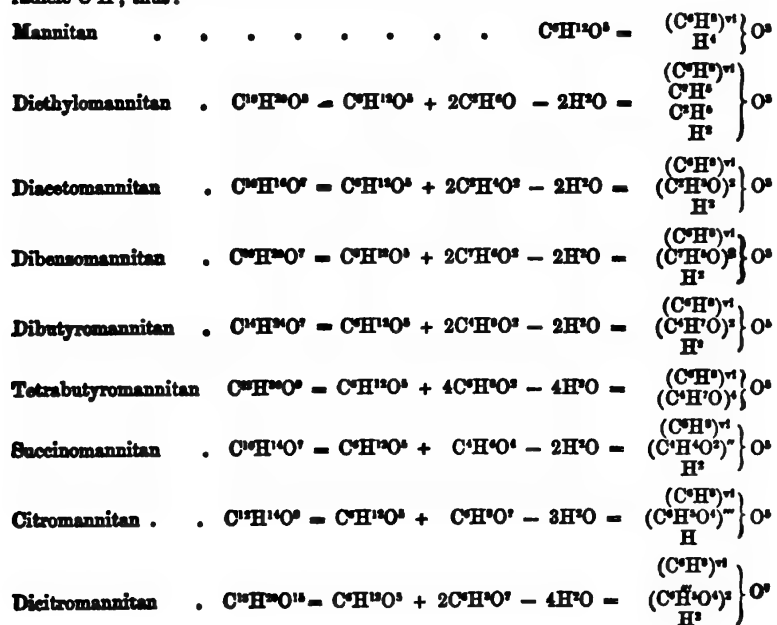 Mannitan . . . . . . . . C⁶H¹²O⁵ = (C⁶H⁸)ᵛⁱ H⁴ } O⁵
Diethylomannitan . C¹⁰H²⁰O⁵ = C⁶H¹²O⁵ + 2C²H⁶O − 2H²O = (C⁶H⁸)ᵛⁱ C²H⁵ C²H⁵ H² } O⁵
Diacetomannitan . C¹⁰H¹⁶O⁷ = C⁶H¹²O⁵ + 2C²H⁴O² − 2H²O = (C⁶H⁸)ᵛⁱ (C²H³O)² H² } O⁵
Dibenzomannitan . C²⁰H²⁰O⁷ = C⁶H¹²O⁵ + 2C⁷H⁶O² − 2H²O = (C⁶H⁸)ᵛⁱ (C⁷H⁵O)² H² } O⁵
Dibutyromannitan . C¹⁴H²⁴O⁷ = C⁶H¹²O⁵ + 2C⁴H⁸O² − 2H²O = (C⁶H⁸)ᵛⁱ (C⁴H⁷O)² H² } O⁵
Tetrabutyromannitan C²²H³⁶O⁹ = C⁶H¹²O⁵ + 4C⁴H⁸O² − 4H²O = (C⁶H⁸)ᵛⁱ (C⁴H⁷O)⁴ } O⁵
Succinomannitan . C¹⁰H¹⁴O⁷ = C⁶H¹²O⁵ + C⁴H⁶O⁴ − 2H²O = (C⁶H⁸)ᵛⁱ (C⁴H⁴O²)″ H² } O⁵
Citromannitan . . C¹²H¹⁴O⁹ = C⁶H¹²O⁵ + C⁶H⁸O⁷ − 3H²O = (C⁶H⁸)ᵛⁱ (C⁶H⁵O⁴)‴ H } O⁵
Dicitromannitan . C¹⁸H²⁰O¹⁵ = C⁶H¹²O⁵ + 2C⁶H⁸O⁷ − 4H²O = (C⁶H⁸)ᵛⁱ (C⁶H⁵O⁴)‴² H² } O⁹